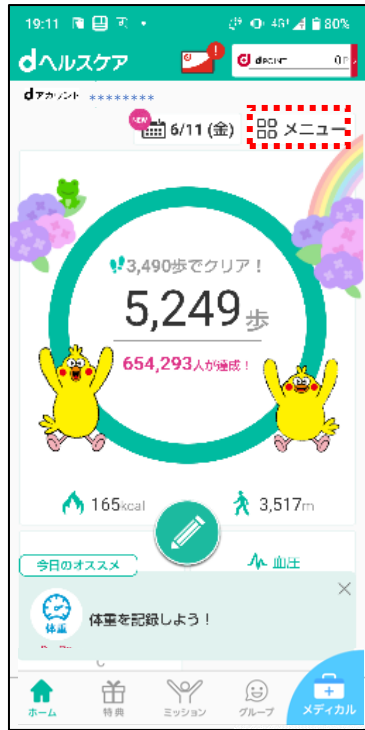 19:11 80%
dヘルスケア d POINT 0P
dアカウント ********
NEW 6/11 (金) メニュー
3,490歩でクリア！
5,249歩
654,293人が達成！
165kcal 3,517m
今日のオススメ 血圧
体重 体重を記録しよう！
ホーム 特典 ミッション グループ メディカル